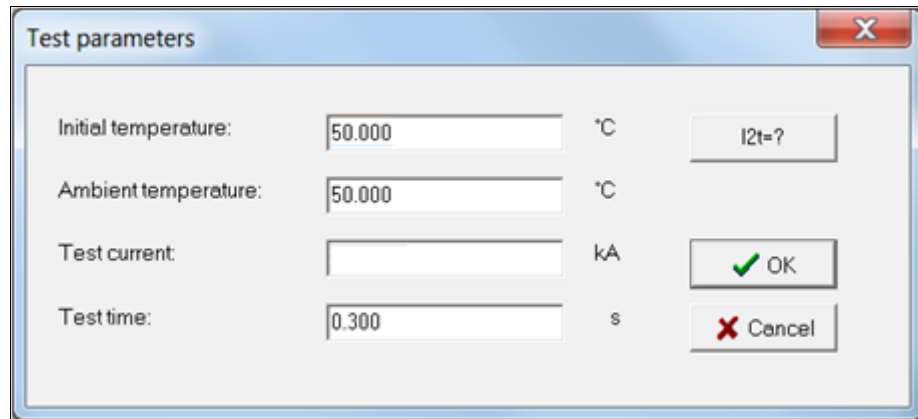 Test parameters
Initial temperature: 50.000 °C I2t=?
Ambient temperature: 50.000 °C
Test current: kA OK
Test time: 0.300 s Cancel